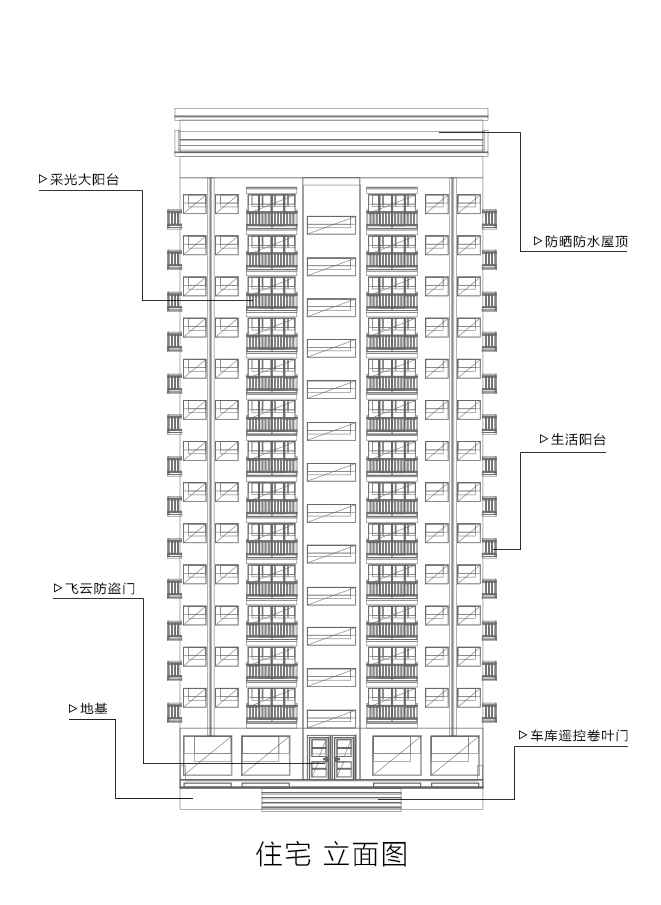 ▷采光大阳台
▷防晒防水屋顶
▷生活阳台
▷飞云防盗门
▷地基
▷车库遥控卷叶门
住宅 立面图